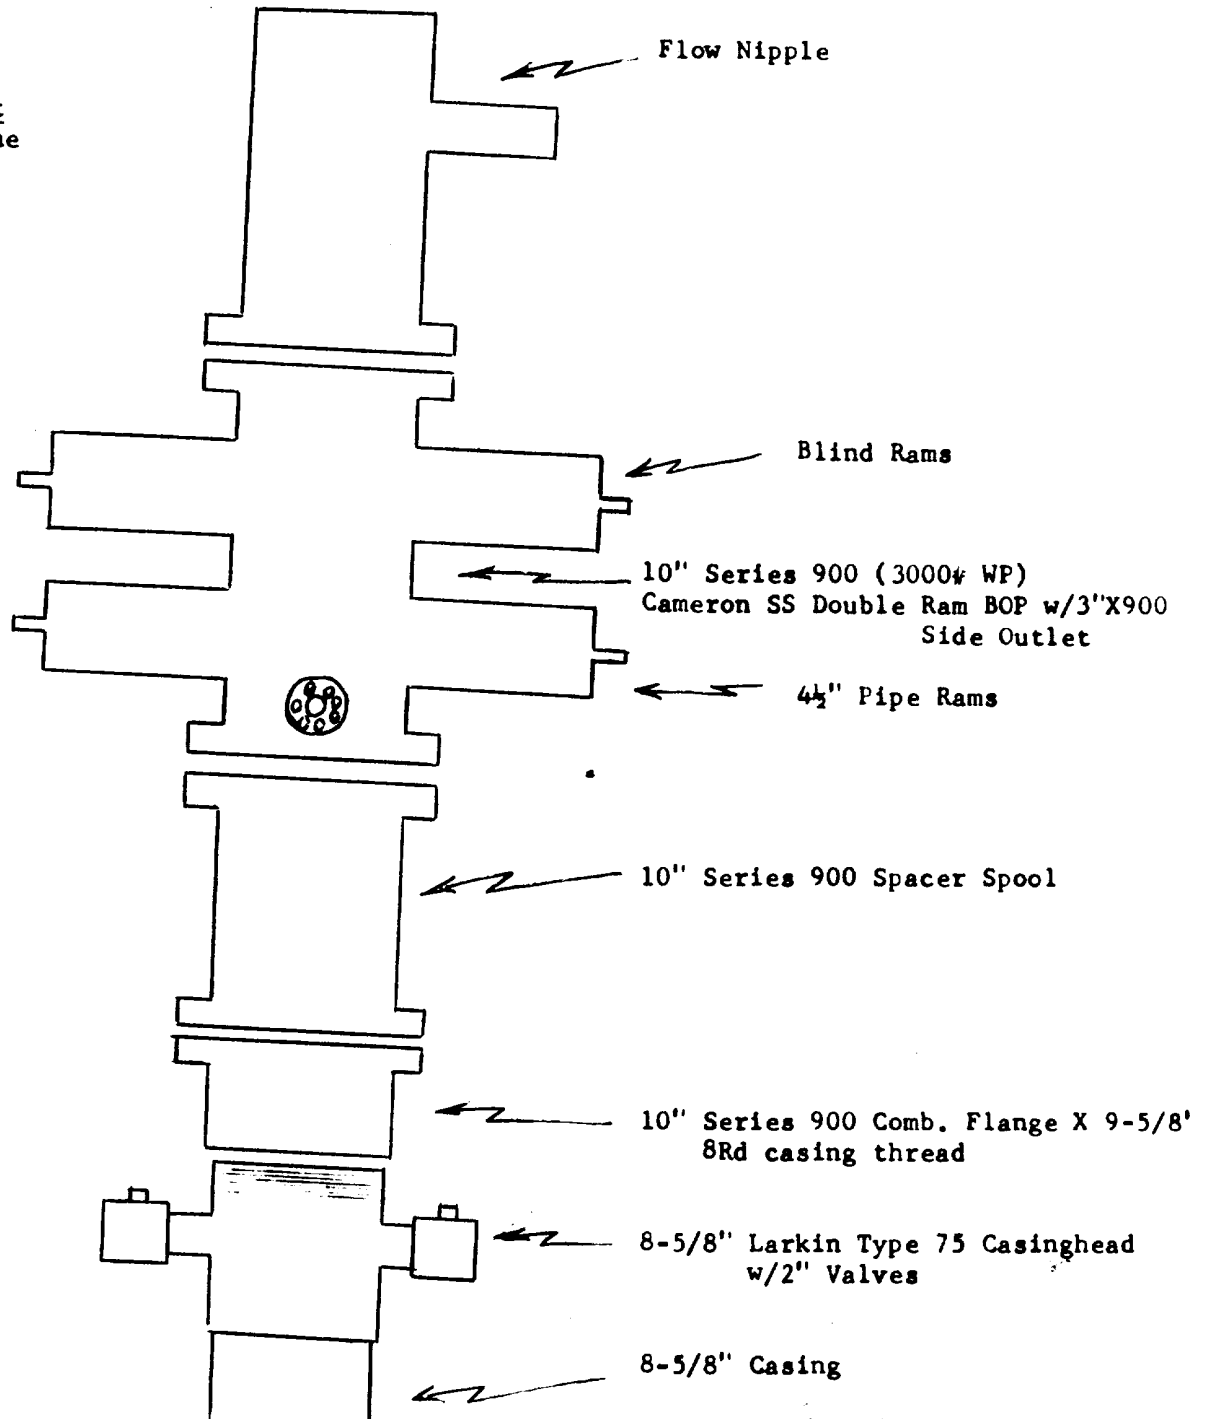 Flow Nipple
Blind Rams
10" Series 900 (3000# WP)
Cameron SS Double Ram BOP w/3"X900
Side Outlet
4½" Pipe Rams
10" Series 900 Spacer Spool
10" Series 900 Comb. Flange X 9-5/8'
8Rd casing thread
8-5/8" Larkin Type 75 Casinghead
w/2" Valves
8-5/8" Casing